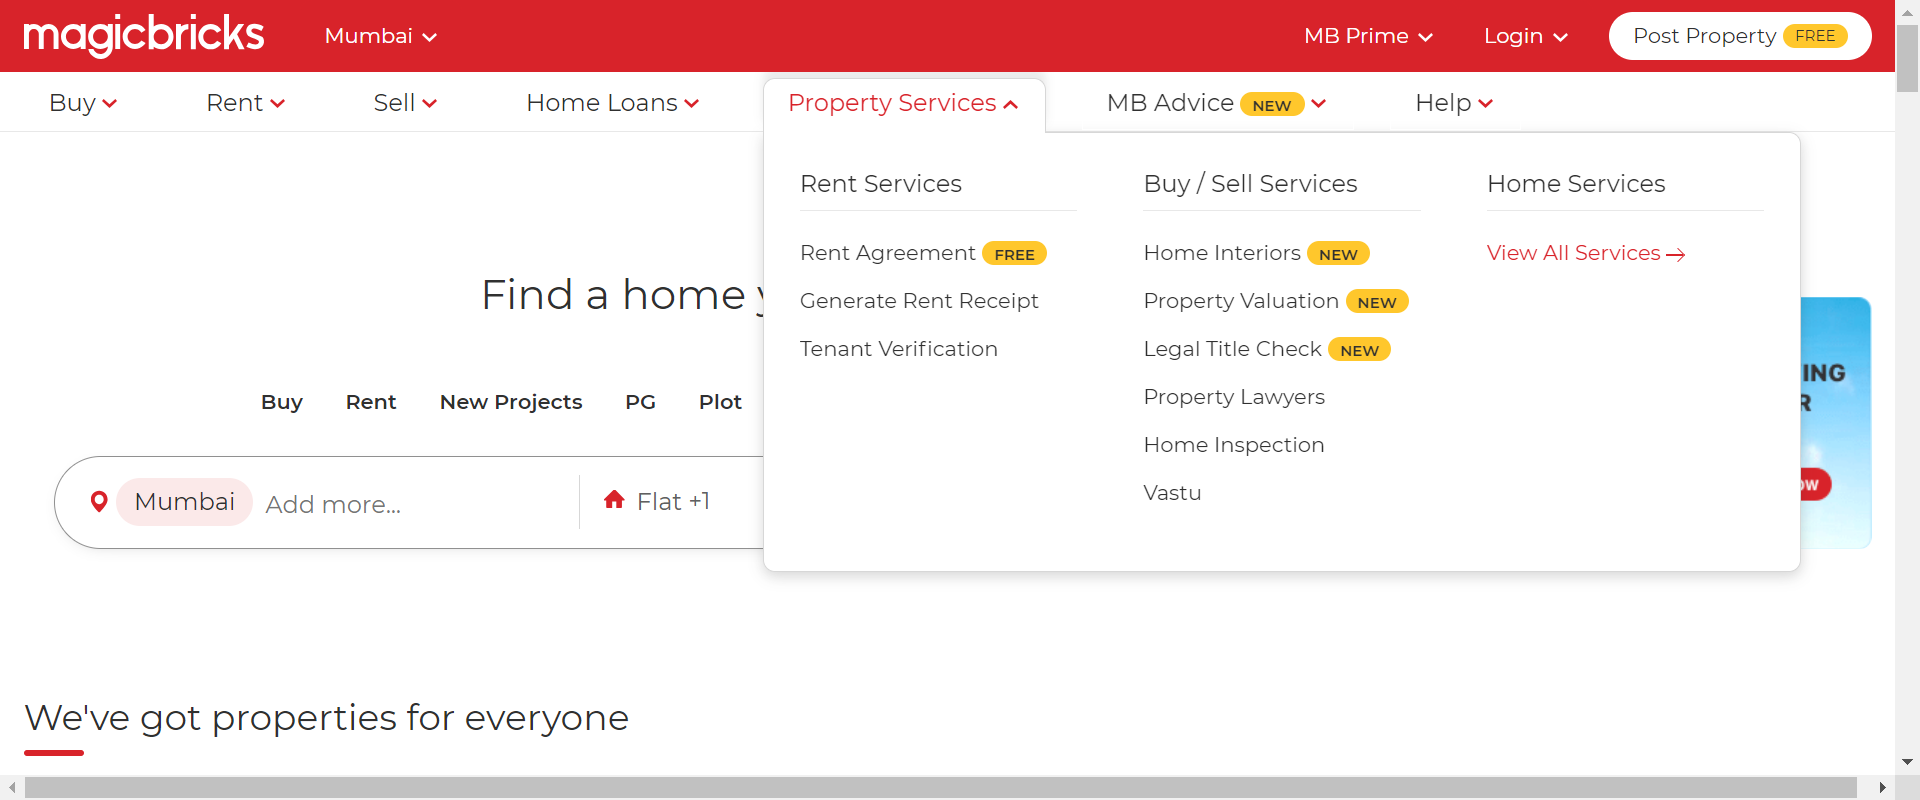 magicbricks
Mumbai
MB Prime
Login
Post Property FREE
Buy
Rent
Sell
Home Loans
Property Services
MB Advice NEW
Help
Rent Services
Rent Agreement FREE
Generate Rent Receipt
Tenant Verification
Buy / Sell Services
Home Interiors NEW
Property Valuation NEW
Legal Title Check NEW
Property Lawyers
Home Inspection
Vastu
Home Services
View All Services
Find a home
Buy
Rent
New Projects
PG
Plot
Mumbai
Add more...
Flat +1
We've got properties for everyone